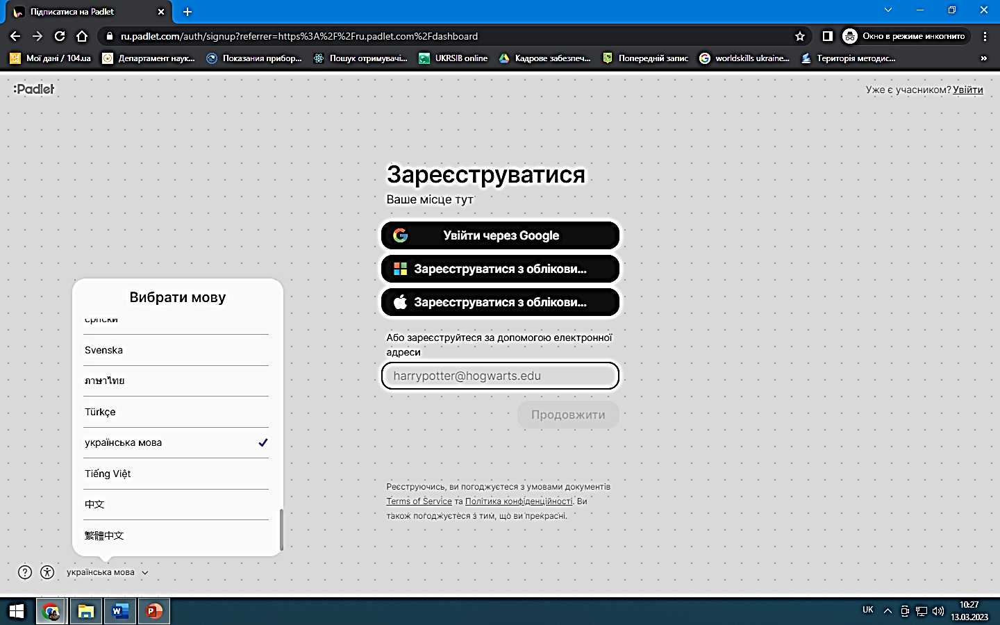 Підписатися на Padlet
ru.padlet.com/auth/signup?referrer=https%3A%2F%2Fru.padlet.com%2Fdashboard
Окно в режиме инкогнито
Мої дані / 104.ua
Департамент наук...
Показания прибор...
Пошук отримувачі...
UKRSIB online
Кадрове забезпеч...
Попередній запис
worldskills ukraine...
Територія методис...
»
:Padlet
Уже є учасником? Увійти
Зареєструватися
Ваше місце тут
Увійти через Google
Зареєструватися з обликови...
Зареєструватися з обликови...
Або зареєструйтеся за допомогою електронної
адреси
harrypotter@hogwarts.edu
Продовжити
Реєструючись, ви погоджуєтеся з умовами документів
Terms of Service та Політика конфіденційності. Ви
також погоджуєтеся з тим, що ви прекрасні.
Вибрати мову
српски
Svenska
ภาษาไทย
Türkçe
українська мова
Tiếng Việt
中文
繁體中文
українська мова
UK
10:27
13.03.2023